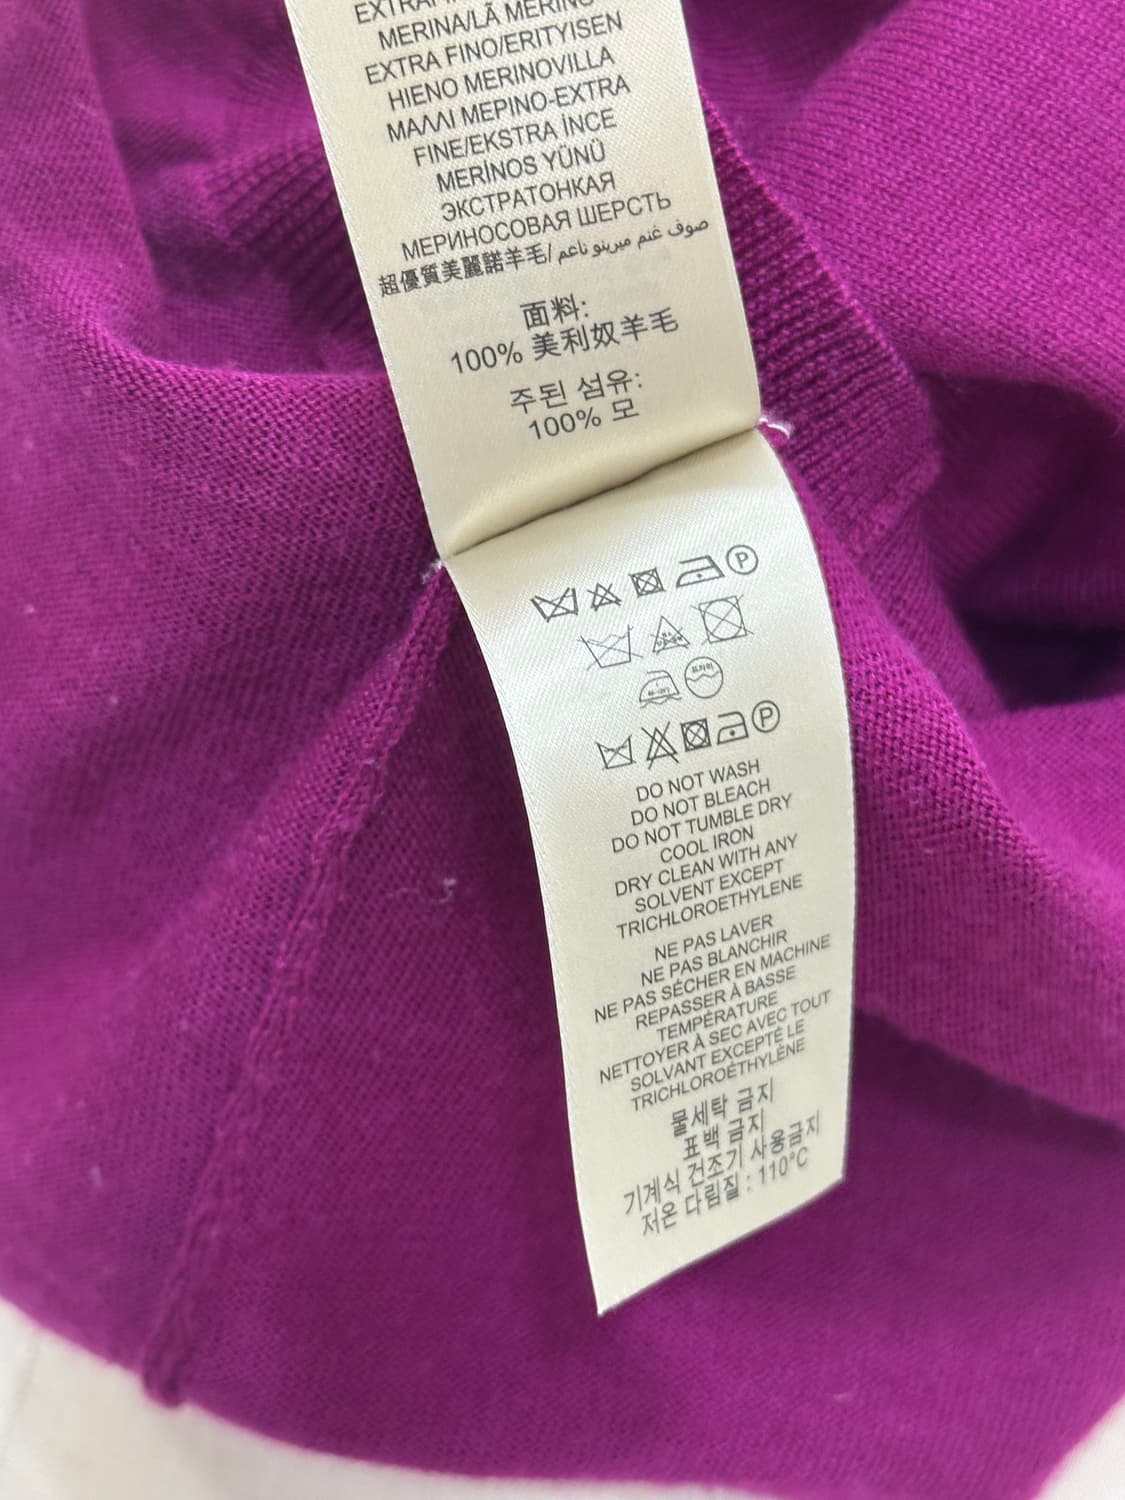 MERINA/LÃ MERINO
EXTRA FINO/ERITYISEN
HIENO MERINOVILLA
ΜΑΛΛΙ ΜΕΡΙΝΟ-EXTRA
FINE/EKSTRA İNCE
MERİNOS YÜNÜ
ЭКСТРАТОНКАЯ
МЕРИНОСОВАЯ ШЕРСТЬ
超優質美麗諾羊毛/صوف غنم ميرينو ناعم
面料:
100% 美利奴羊毛
주된 섬유:
100% 모
P
P
DO NOT WASH
DO NOT BLEACH
DO NOT TUMBLE DRY
COOL IRON
DRY CLEAN WITH ANY
SOLVENT EXCEPT
TRICHLOROETHYLENE
NE PAS LAVER
NE PAS BLANCHIR
NE PAS SÉCHER EN MACHINE
REPASSER À BASSE
TEMPÉRATURE
NETTOYER À SEC AVEC TOUT
SOLVANT EXCEPTÉ LE
TRICHLOROÉTHYLÈNE
물세탁 금지
표백 금지
기계식 건조기 사용금지
저온 다림질 : 110°C